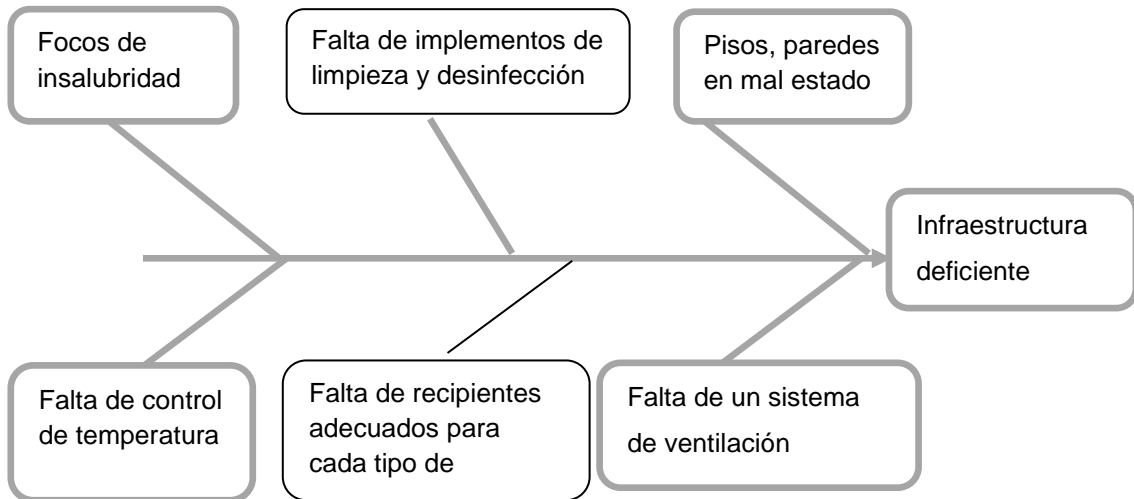 Focos de
insalubridad
Falta de implementos de
limpieza y desinfección
Pisos, paredes
en mal estado
Infraestructura
deficiente
Falta de control
de temperatura
Falta de recipientes
adecuados para
cada tipo de
Falta de un sistema
de ventilación